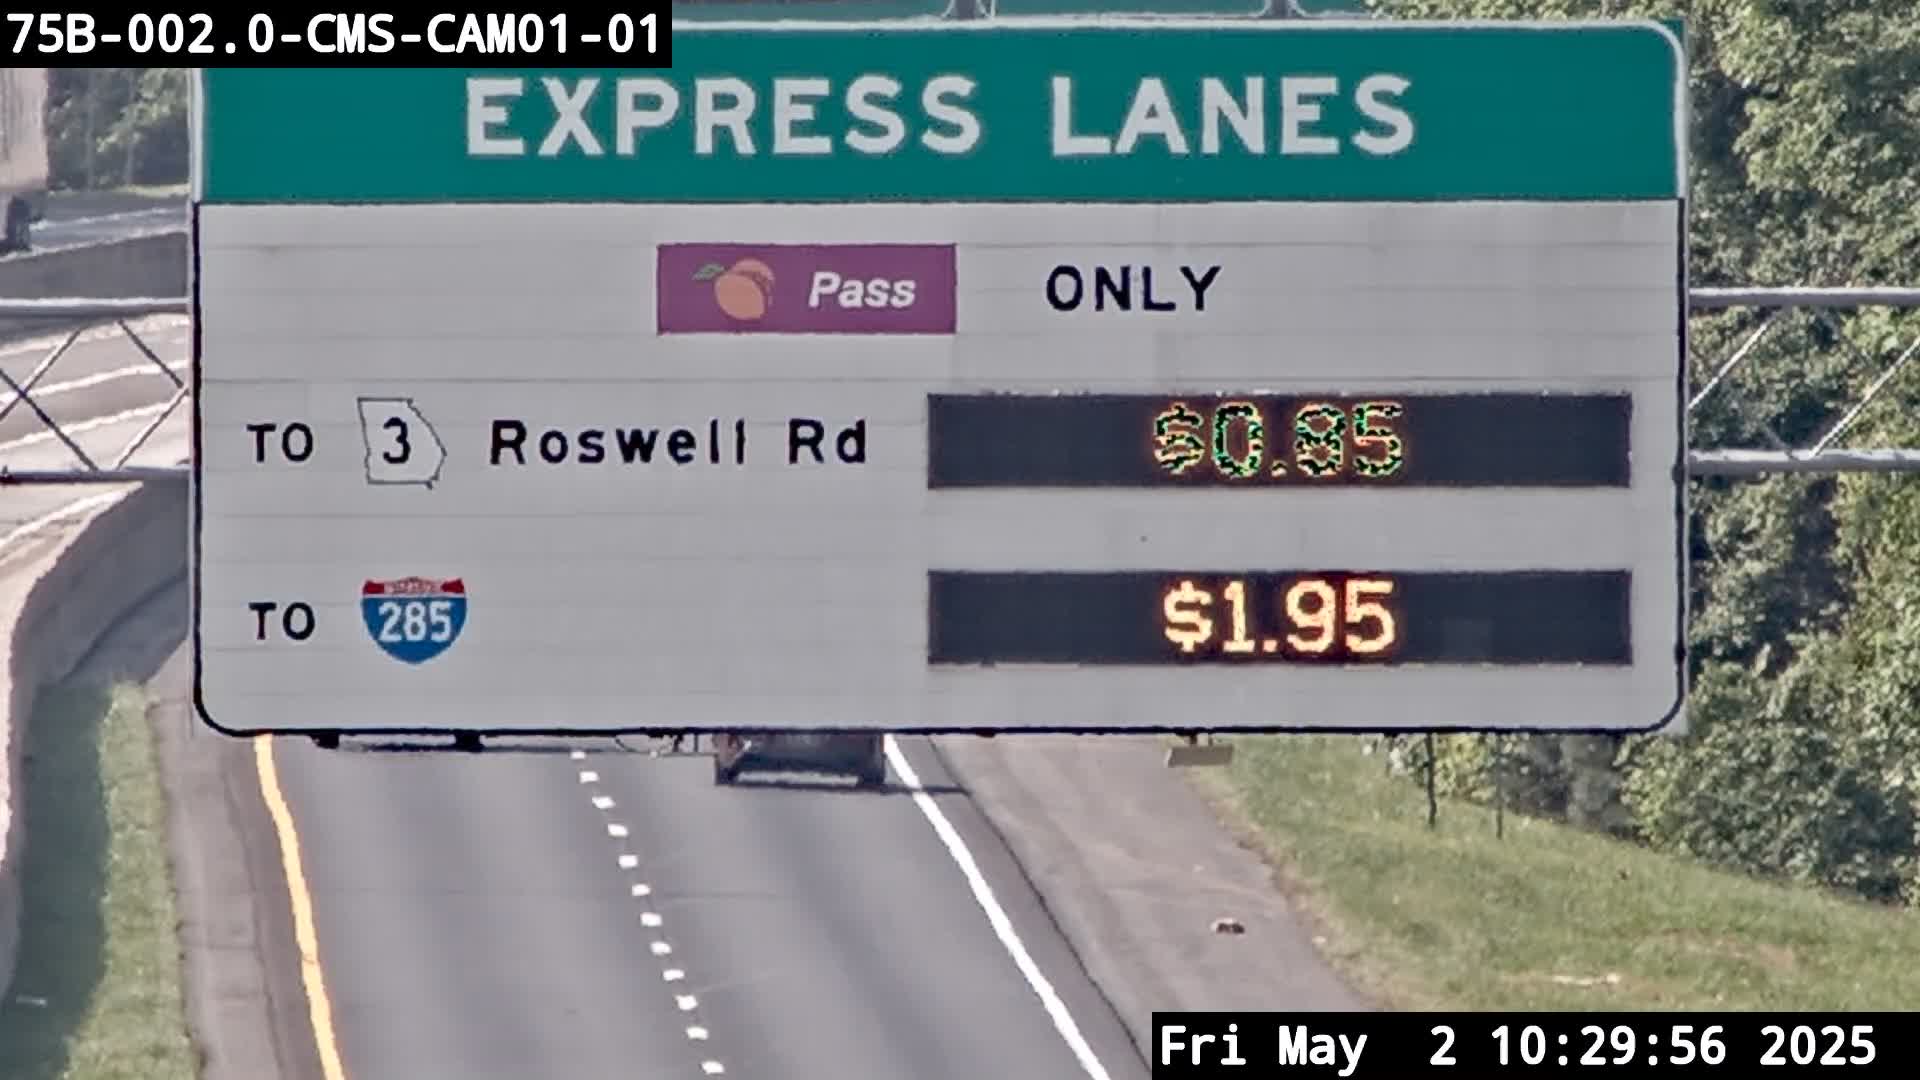 75B-002.0-CMS-CAM01-01
EXPRESS LANES
Pass ONLY
TO 3 Roswell Rd $0.85
TO 285 $1.95
Fri May 2 10:29:56 2025